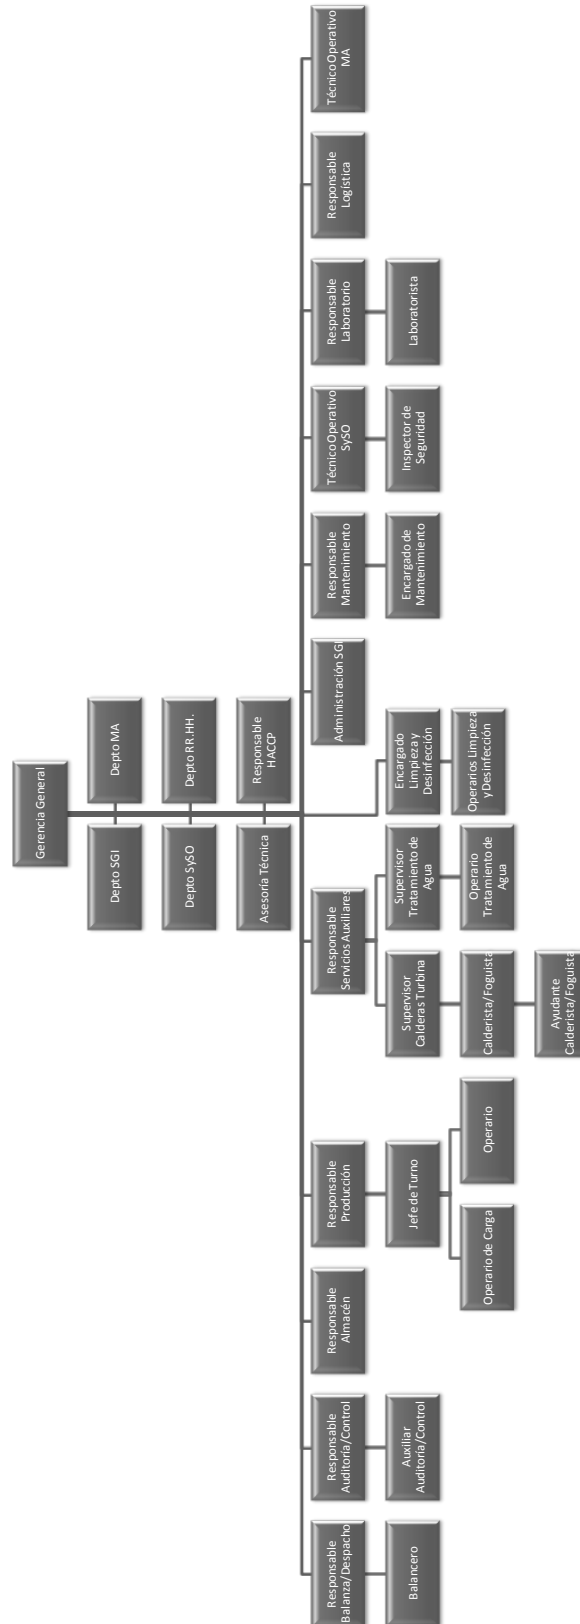 Gerencia General
Depto SGI
Depto MA
Depto SySO
Depto RR.HH.
Asesoría Técnica
Responsable
HACCP
Responsable
Balanza/Despacho
Balancero
Responsable
Auditoría/Control
Auxiliar
Auditoría/Control
Responsable
Almacén
Responsable
Producción
Jefe de Turno
Operario de Carga
Operario
Responsable
Servicios Auxiliares
Supervisor
Calderas Turbina
Calderista/Foguista
Ayudante
Calderista/Foguista
Supervisor
Tratamiento de
Agua
Operario
Tratamiento de
Agua
Encargado
Limpieza y
Desinfección
Operarios Limpieza
y Desinfección
Administración SGI
Responsable
Mantenimiento
Encargado de
Mantenimiento
Técnico Operativo
SySO
Inspector de
Seguridad
Responsable
Laboratorio
Laboratorista
Responsable
Logística
Técnico Operativo
MA